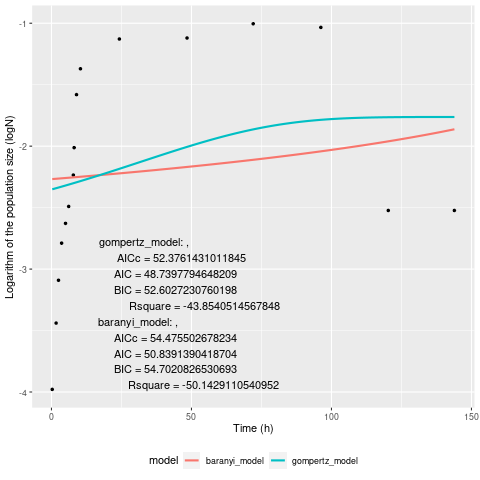 -1
-2
-3
-4
Logarithm of the population size (logN)
gompertz_model: ,
AICc = 52.3761431011845
AIC = 48.7397794648209
BIC = 52.6027230760198
Rsquare = -43.8540514567848
baranyi_model: ,
AICc = 54.475502678234
AIC = 50.8391390418704
BIC = 54.7020826530693
Rsquare = -50.1429110540952
0 50 100 150
Time (h)
model baranyi_model gompertz_model